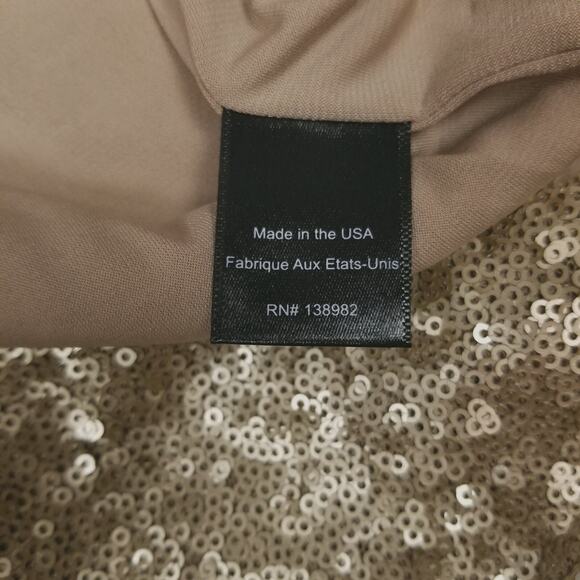 Made in the USA
Fabrique Aux Etats-Unis
RN# 138982